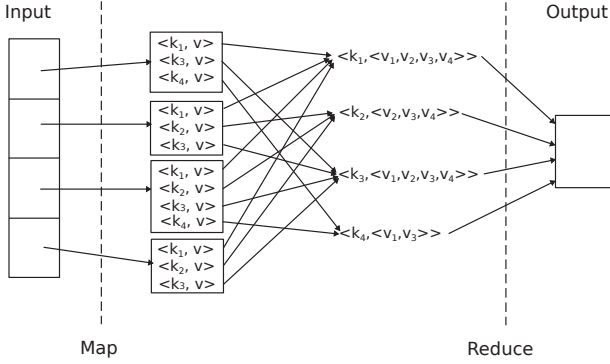 Input
Output
<k1, v>
<k3, v>
<k4, v>
<k1, v>
<k2, v>
<k3, v>
<k1, v>
<k2, v>
<k3, v>
<k4, v>
<k1, v>
<k2, v>
<k3, v>
<k1,<v1,v2,v3,v4>>
<k2,<v2,v3,v4>>
<k3,<v1,v2,v3,v4>>
<k4,<v1,v3>>
Map
Reduce